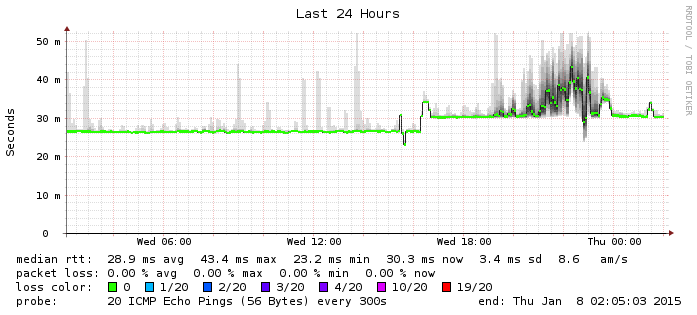 Last 24 Hours
RRDTOOL / TOBI OETIKER
Seconds
50 m
40 m
30 m
20 m
10 m
0
Wed 06:00 Wed 12:00 Wed 18:00 Thu 00:00
median rtt: 28.9 ms avg 43.4 ms max 23.2 ms min 30.3 ms now 3.4 ms sd 8.6 am/s
packet loss: 0.00 % avg 0.00 % max 0.00 % min 0.00 % now
loss color: 0 1/20 2/20 3/20 4/20 10/20 19/20
probe: 20 ICMP Echo Pings (56 Bytes) every 300s end: Thu Jan 8 02:05:03 2015